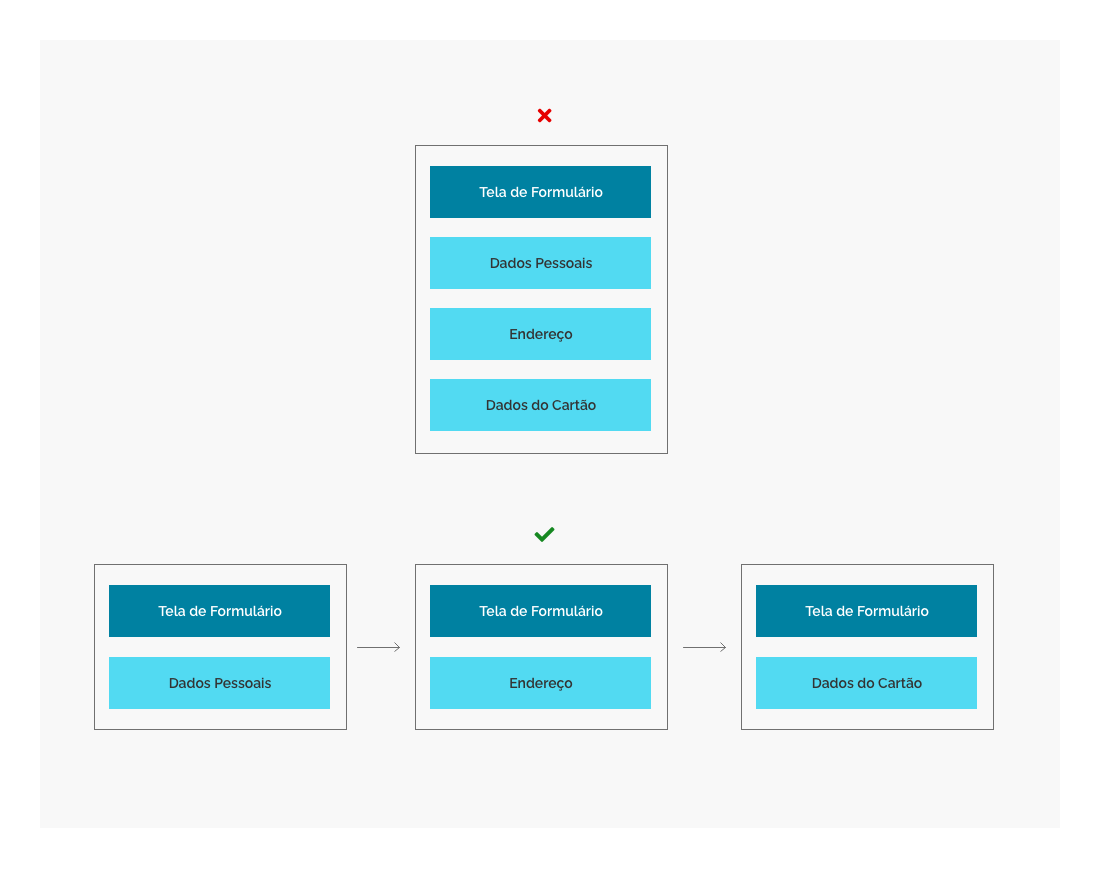 Tela de Formulário
Dados Pessoais
Endereço
Dados do Cartão
Tela de Formulário
Dados Pessoais
Tela de Formulário
Endereço
Tela de Formulário
Dados do Cartão